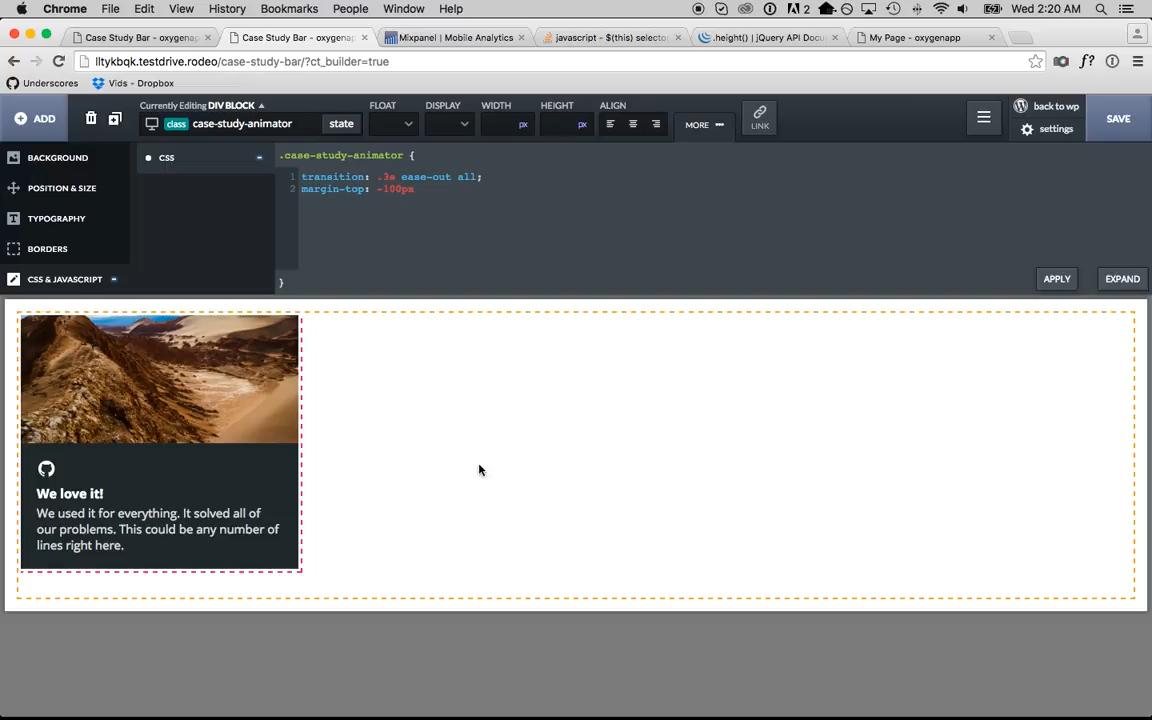 Chrome File Edit View History Bookmarks People Window Help
2 Wed 2:20 AM
Case Study Bar - oxygenap
Case Study Bar - oxygenap
Mixpanel | Mobile Analytics
javascript - $(this) selecto
.height() | jQuery API Docu
My Page - oxygenapp
lltykbqk.testdrive.rodeo/case-study-bar/?ct_builder=true
f?
Underscores
Vids - Dropbox
ADD
Currently Editing DIV BLOCK
class case-study-animator state
FLOAT
DISPLAY
WIDTH
px
HEIGHT
px
ALIGN
MORE
LINK
back to wp
settings
SAVE
BACKGROUND
POSITION & SIZE
TYPOGRAPHY
BORDERS
CSS & JAVASCRIPT
CSS
.case-study-animator {
1 transition: .3s ease-out all;
2 margin-top: -100px
}
APPLY
EXPAND
We love it!
We used it for everything. It solved all of
our problems. This could be any number of
lines right here.